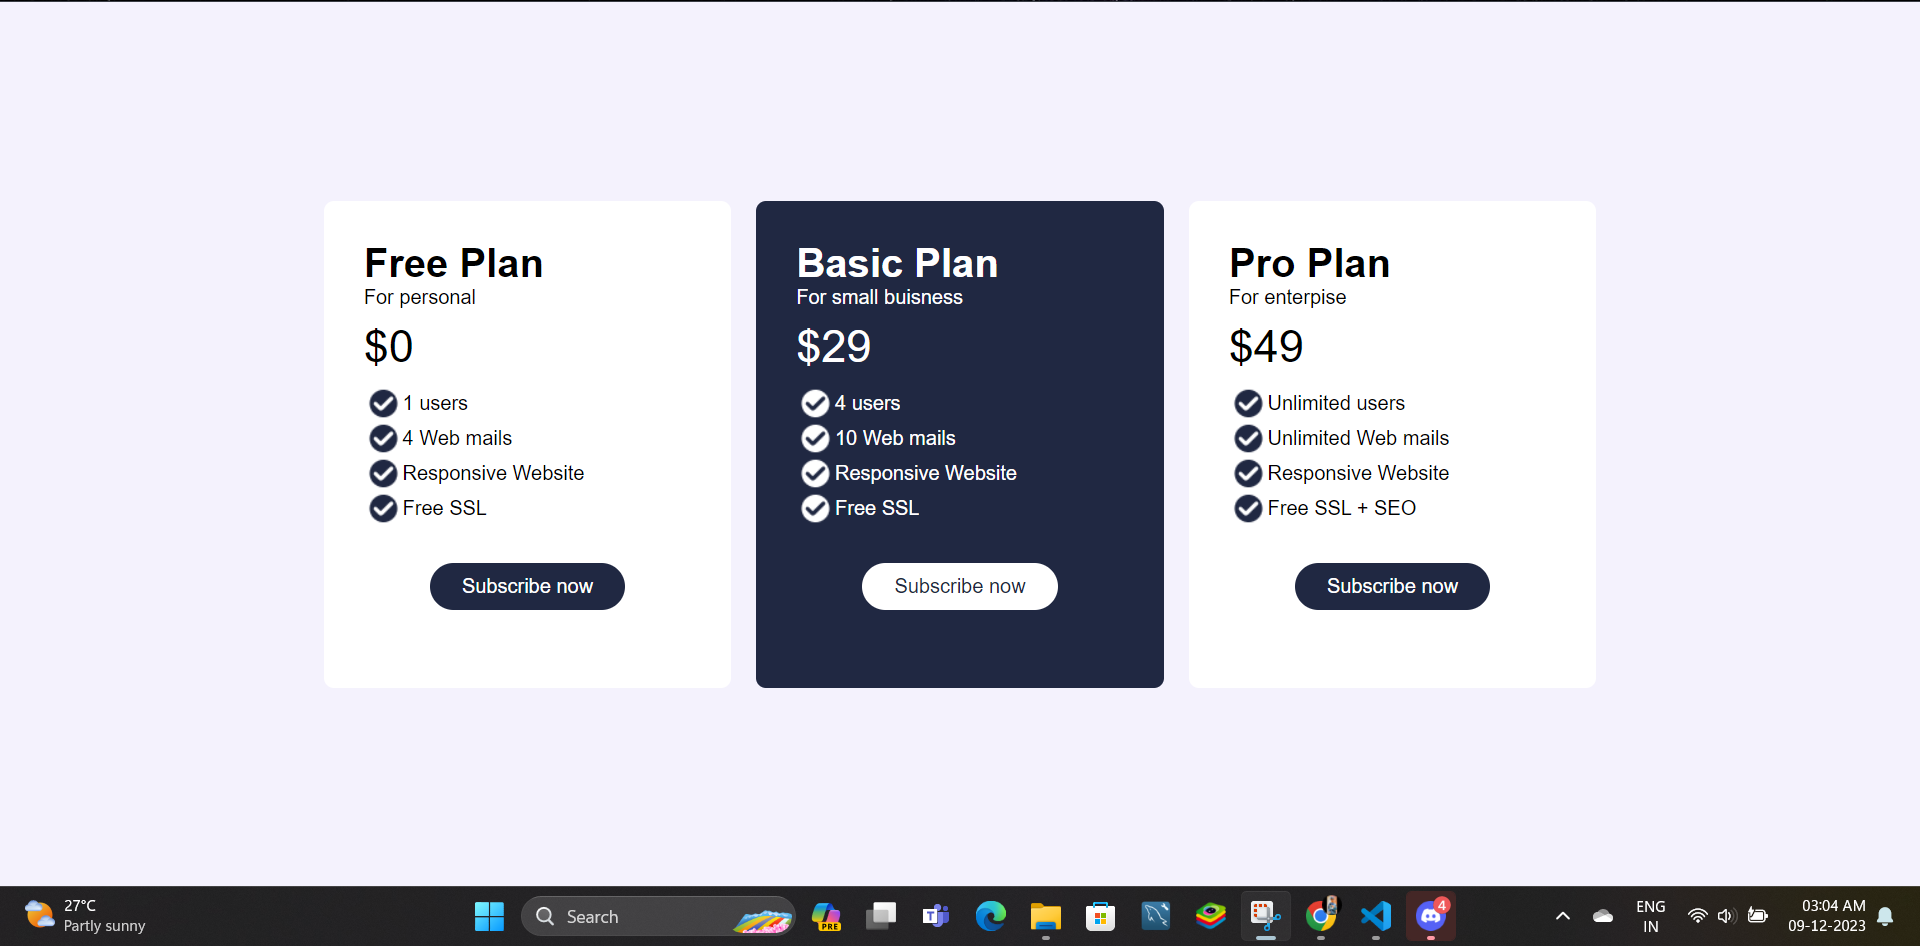 Free Plan
For personal
$0
1 users
4 Web mails
Responsive Website
Free SSL
Subscribe now
Basic Plan
For small buisness
$29
4 users
10 Web mails
Responsive Website
Free SSL
Subscribe now
Pro Plan
For enterpise
$49
Unlimited users
Unlimited Web mails
Responsive Website
Free SSL + SEO
Subscribe now
27°C
Partly sunny
Search
PRE
T
4
ENG
IN
03:04 AM
09-12-2023